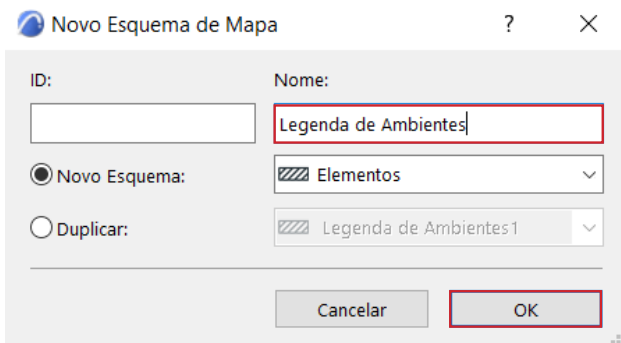 Novo Esquema de Mapa ? ×
ID: Nome:
Legenda de Ambientes
Novo Esquema: Elementos
Duplicar: Legenda de Ambientes1
Cancelar OK